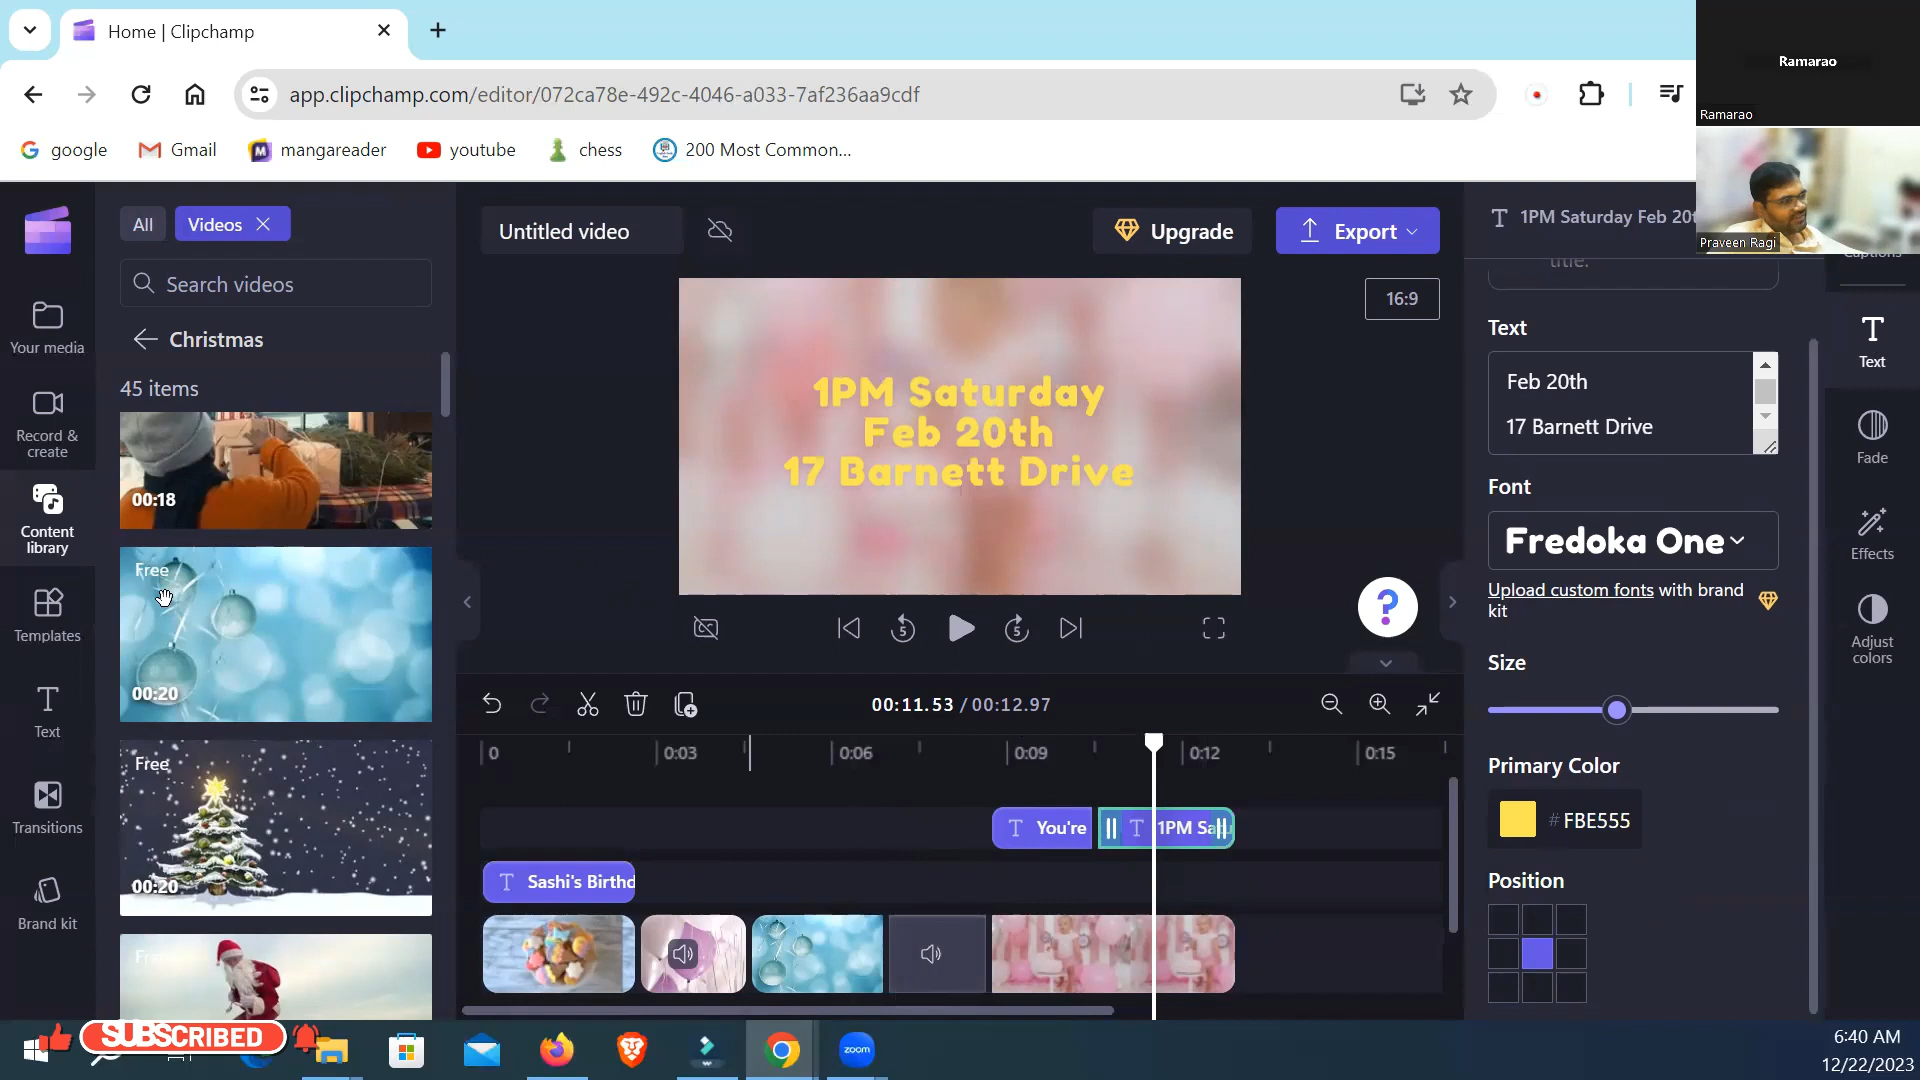 Home | Clipchamp
app.clipchamp.com/editor/072ca78e-492c-4046-a033-7af236aa9cdf
google
Gmail
mangareader
youtube
chess
200 Most Common...
Ramarao
Ramarao
Praveen Ragi
All
Videos
Search videos
Christmas
45 items
00:18
Free
00:20
Free
00:20
Your media
Record &
create
Content
library
Templates
Text
Transitions
Brand kit
Untitled video
Upgrade
Export
16:9
1PM Saturday
Feb 20th
17 Barnett Drive
5
5
?
00:11.53 / 00:12.97
0
0:03
0:06
0:09
0:12
0:15
T You're
T 1PM Sa
T Sashi's Birthd
T 1PM Saturday Feb 20t
title.
Text
Feb 20th
17 Barnett Drive
Font
Fredoka One
Upload custom fonts with brand
kit
Size
Primary Color
# FBE555
Position
Captions
Text
Fade
Effects
Adjust
colors
SUBSCRIBED
zoom
6:40 AM
12/22/2023